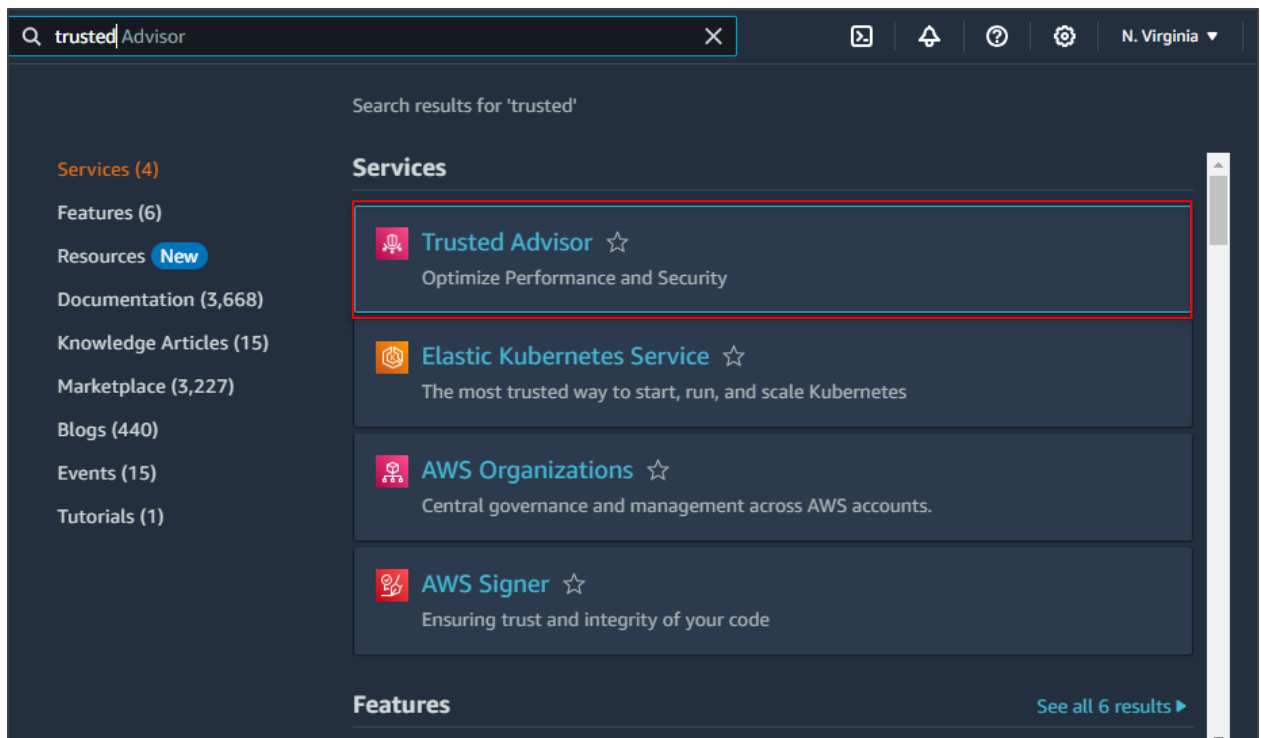 trusted Advisor
N. Virginia
Search results for 'trusted'
Services (4)
Features (6)
Resources New
Documentation (3,668)
Knowledge Articles (15)
Marketplace (3,227)
Blogs (440)
Events (15)
Tutorials (1)
Services
Trusted Advisor
Optimize Performance and Security
Elastic Kubernetes Service
The most trusted way to start, run, and scale Kubernetes
AWS Organizations
Central governance and management across AWS accounts.
AWS Signer
Ensuring trust and integrity of your code
Features
See all 6 results